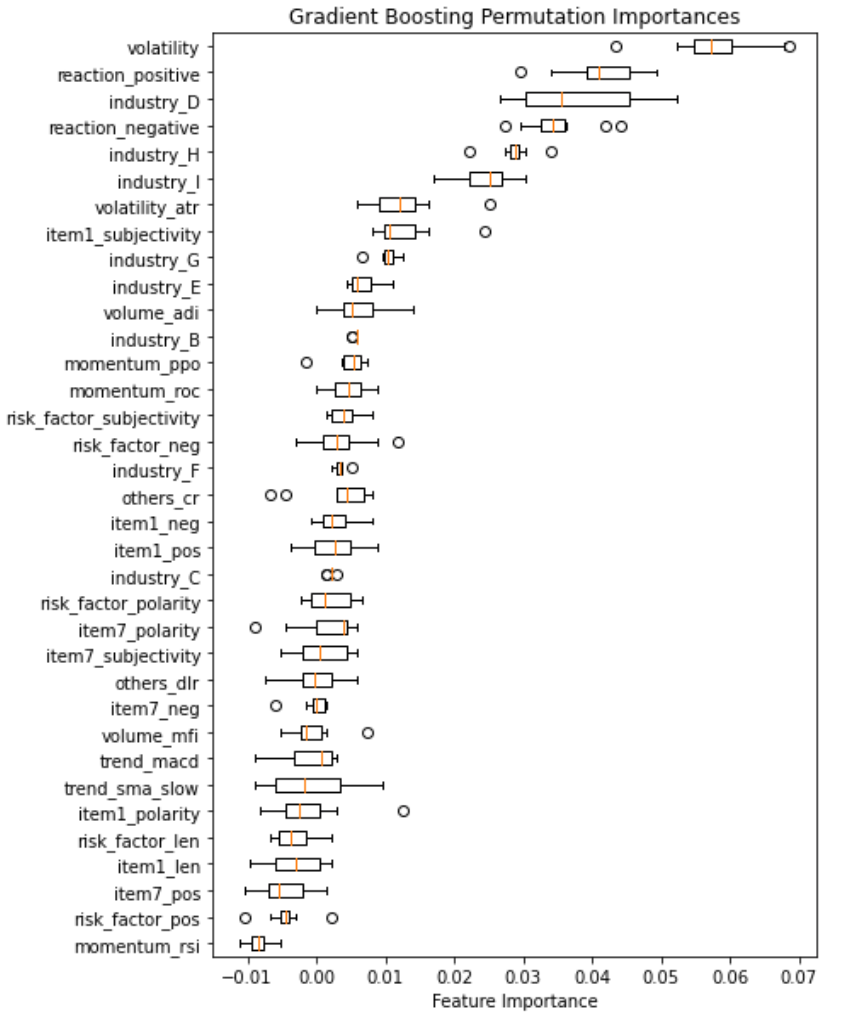 Gradient Boosting Permutation Importances
volatility
reaction_positive
industry_D
reaction_negative
industry_H
industry_I
volatility_atr
item1_subjectivity
industry_G
industry_E
volume_adi
industry_B
momentum_ppo
momentum_roc
risk_factor_subjectivity
risk_factor_neg
industry_F
others_cr
item1_neg
item1_pos
industry_C
risk_factor_polarity
item7_polarity
item7_subjectivity
others_dlr
item7_neg
volume_mfi
trend_macd
trend_sma_slow
item1_polarity
risk_factor_len
item1_len
item7_pos
risk_factor_pos
momentum_rsi
−0.01 0.00 0.01 0.02 0.03 0.04 0.05 0.06 0.07
Feature Importance